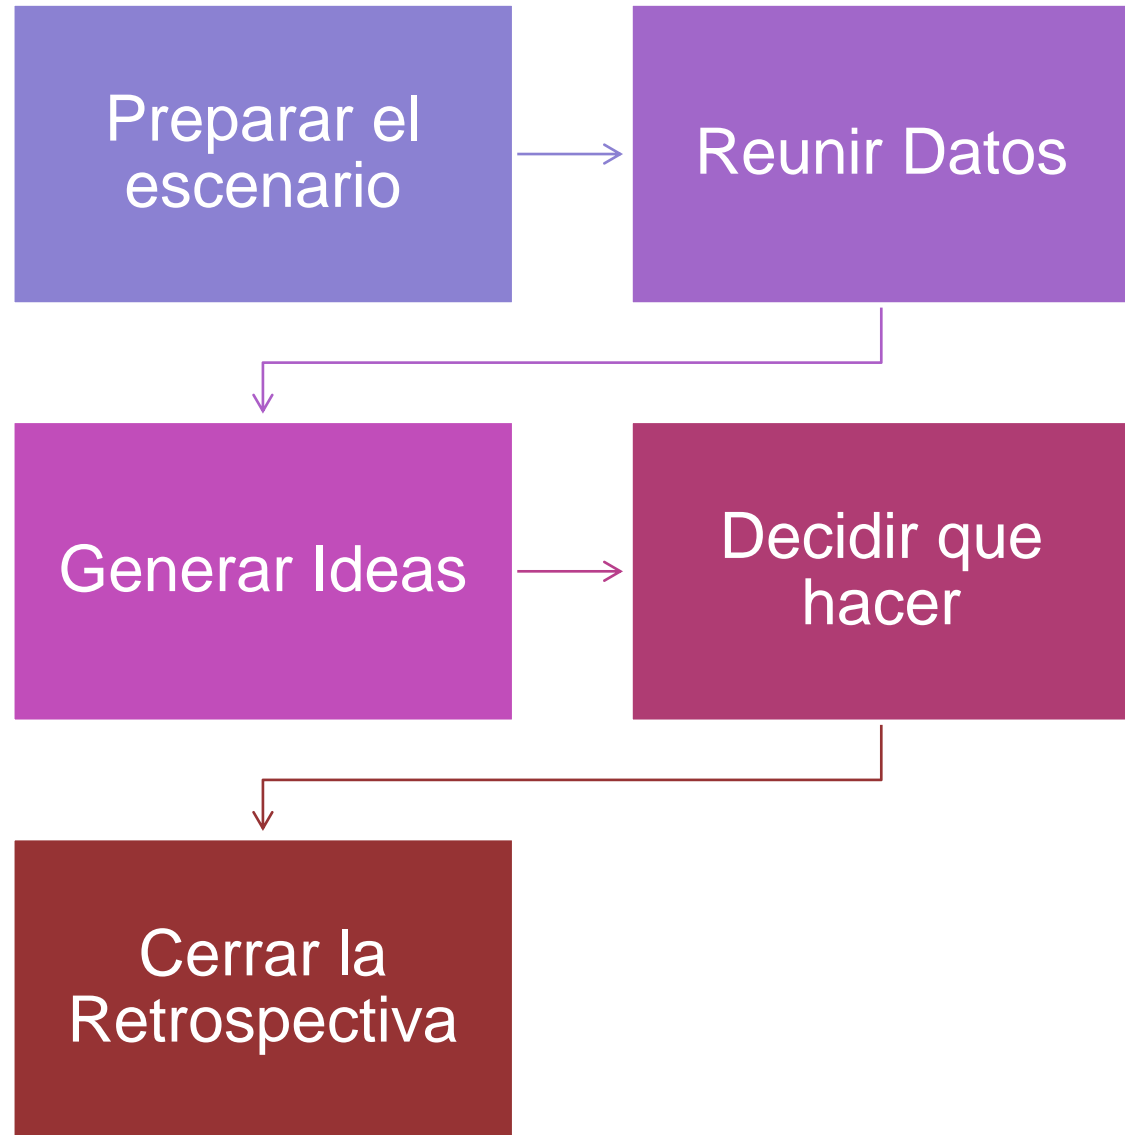 Preparar el
escenario
Reunir Datos
Generar Ideas
Decidir que
hacer
Cerrar la
Retrospectiva